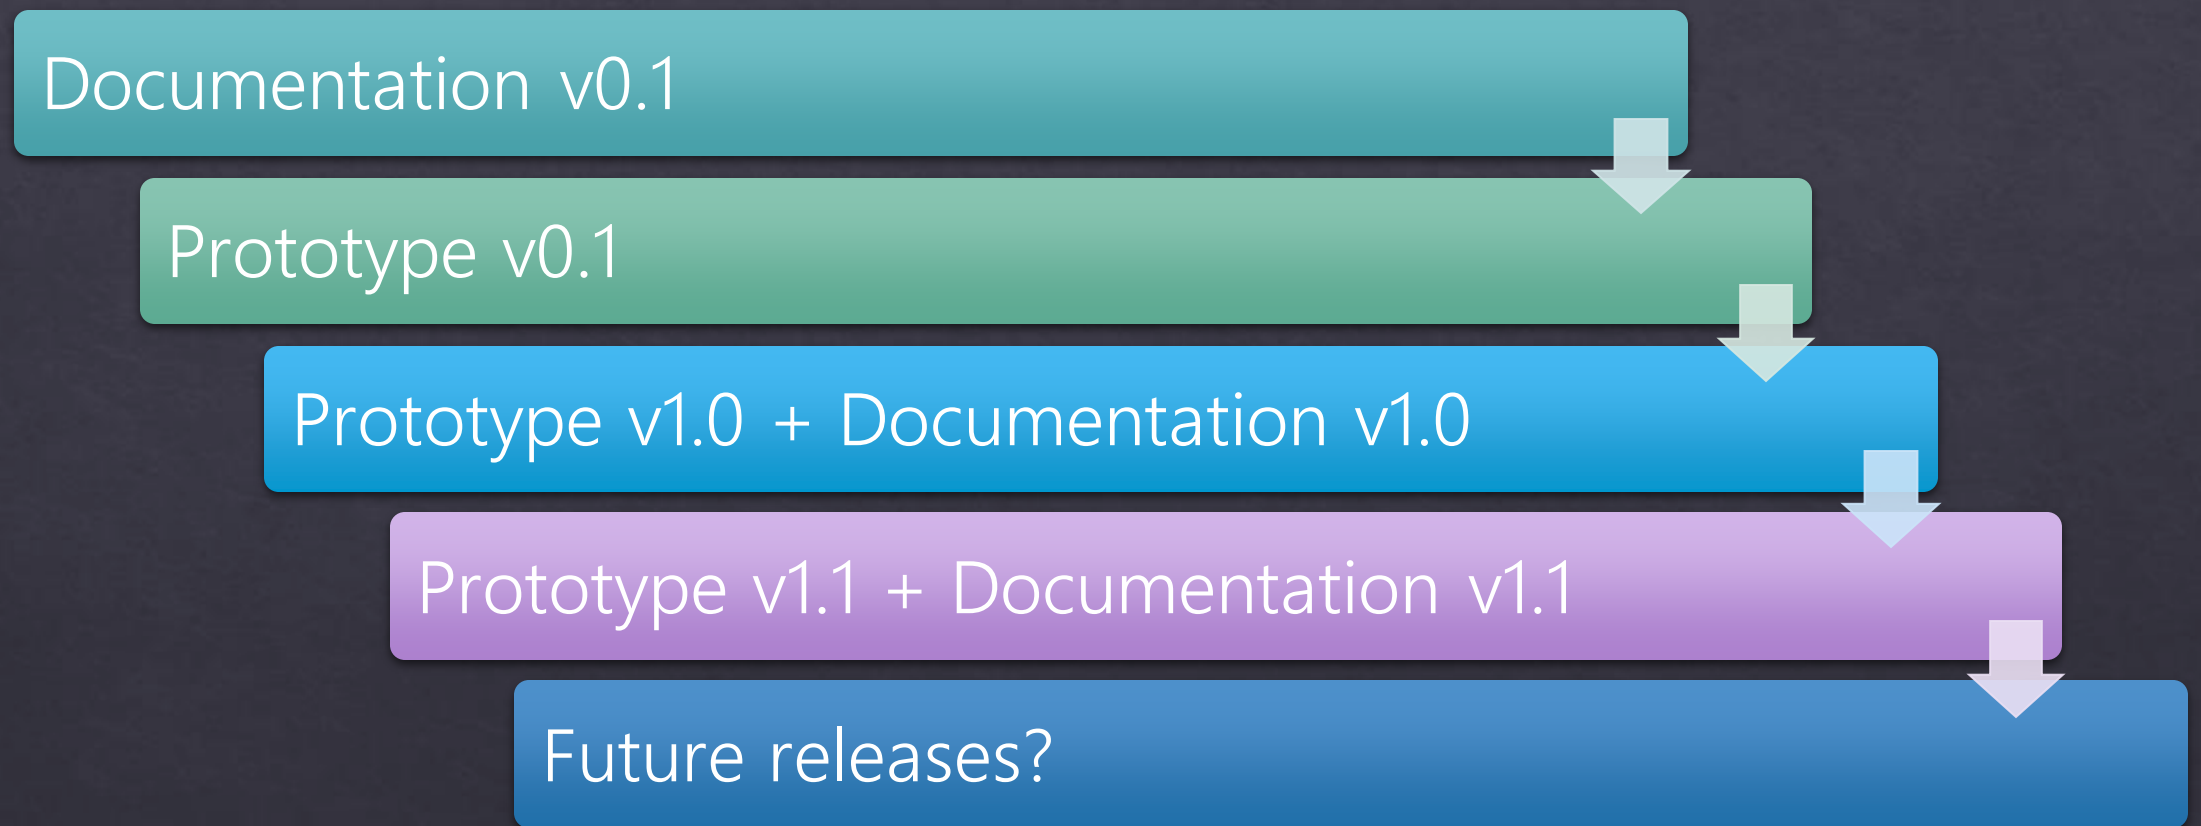 Documentation v0.1
Prototype v0.1
Prototype v1.0 + Documentation v1.0
Prototype v1.1 + Documentation v1.1
Future releases?